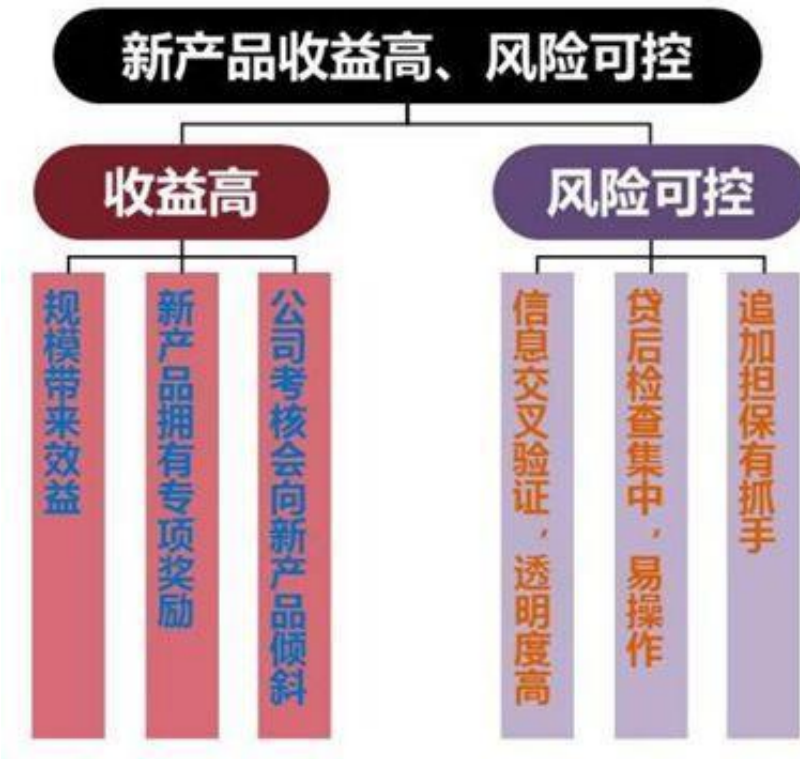 新产品收益高、风险可控
收益高
风险可控
规模带来效益
新产品拥有专项奖励
公司考核会向新产品倾斜
信息交叉验证，透明度高
贷后检查集中，易操作
追加担保有抓手